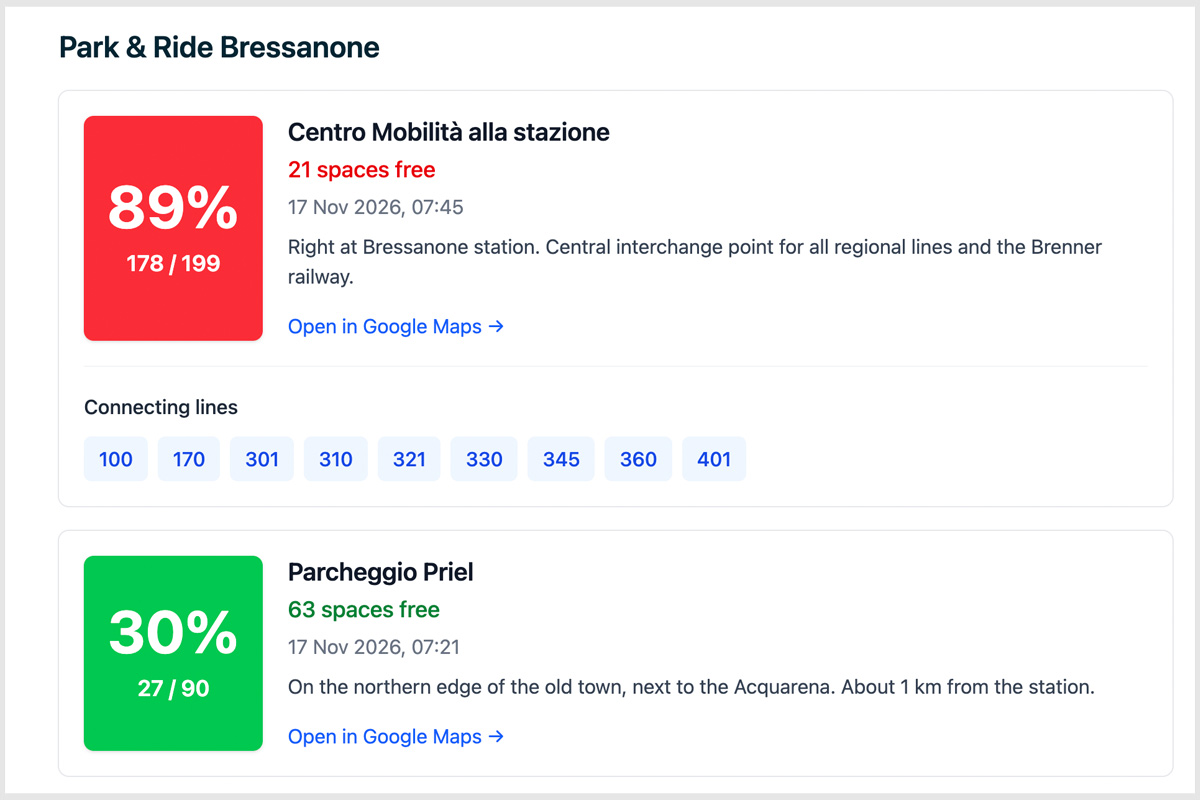 Park & Ride Bressanone
89%
178 / 199
Centro Mobilità alla stazione
21 spaces free
17 Nov 2026, 07:45
Right at Bressanone station. Central interchange point for all regional lines and the Brenner
railway.
Open in Google Maps →
Connecting lines
100 170 301 310 321 330 345 360 401
30%
27 / 90
Parcheggio Priel
63 spaces free
17 Nov 2026, 07:21
On the northern edge of the old town, next to the Acquarena. About 1 km from the station.
Open in Google Maps →